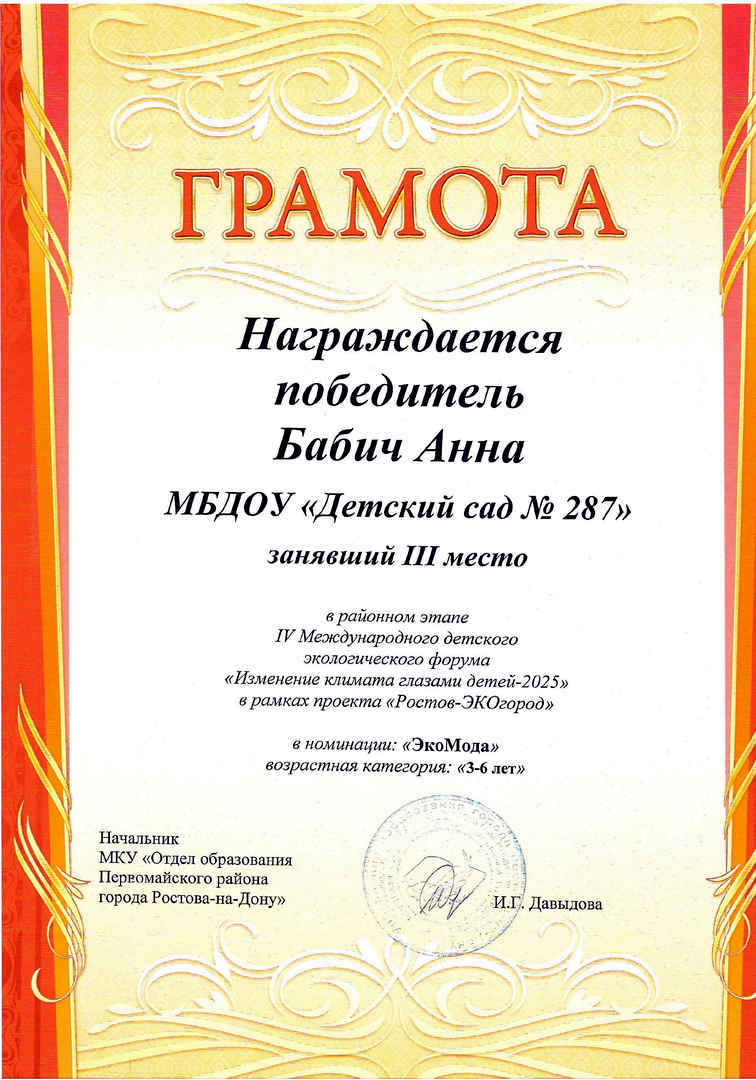 ГРАМОТА
Награждается
победитель
Бабич Анна
МБДОУ «Детский сад № 287»
занявший III место
в районном этапе
IV Международного детского
экологического форума
«Изменение климата глазами детей-2025»
в рамках проекта «Ростов-ЭКОгород»
в номинации: «ЭкоМода»
возрастная категория: «3-6 лет»
Начальник
МКУ «Отдел образования
Первомайского района
города Ростова-на-Дону»
И.Г. Давыдова